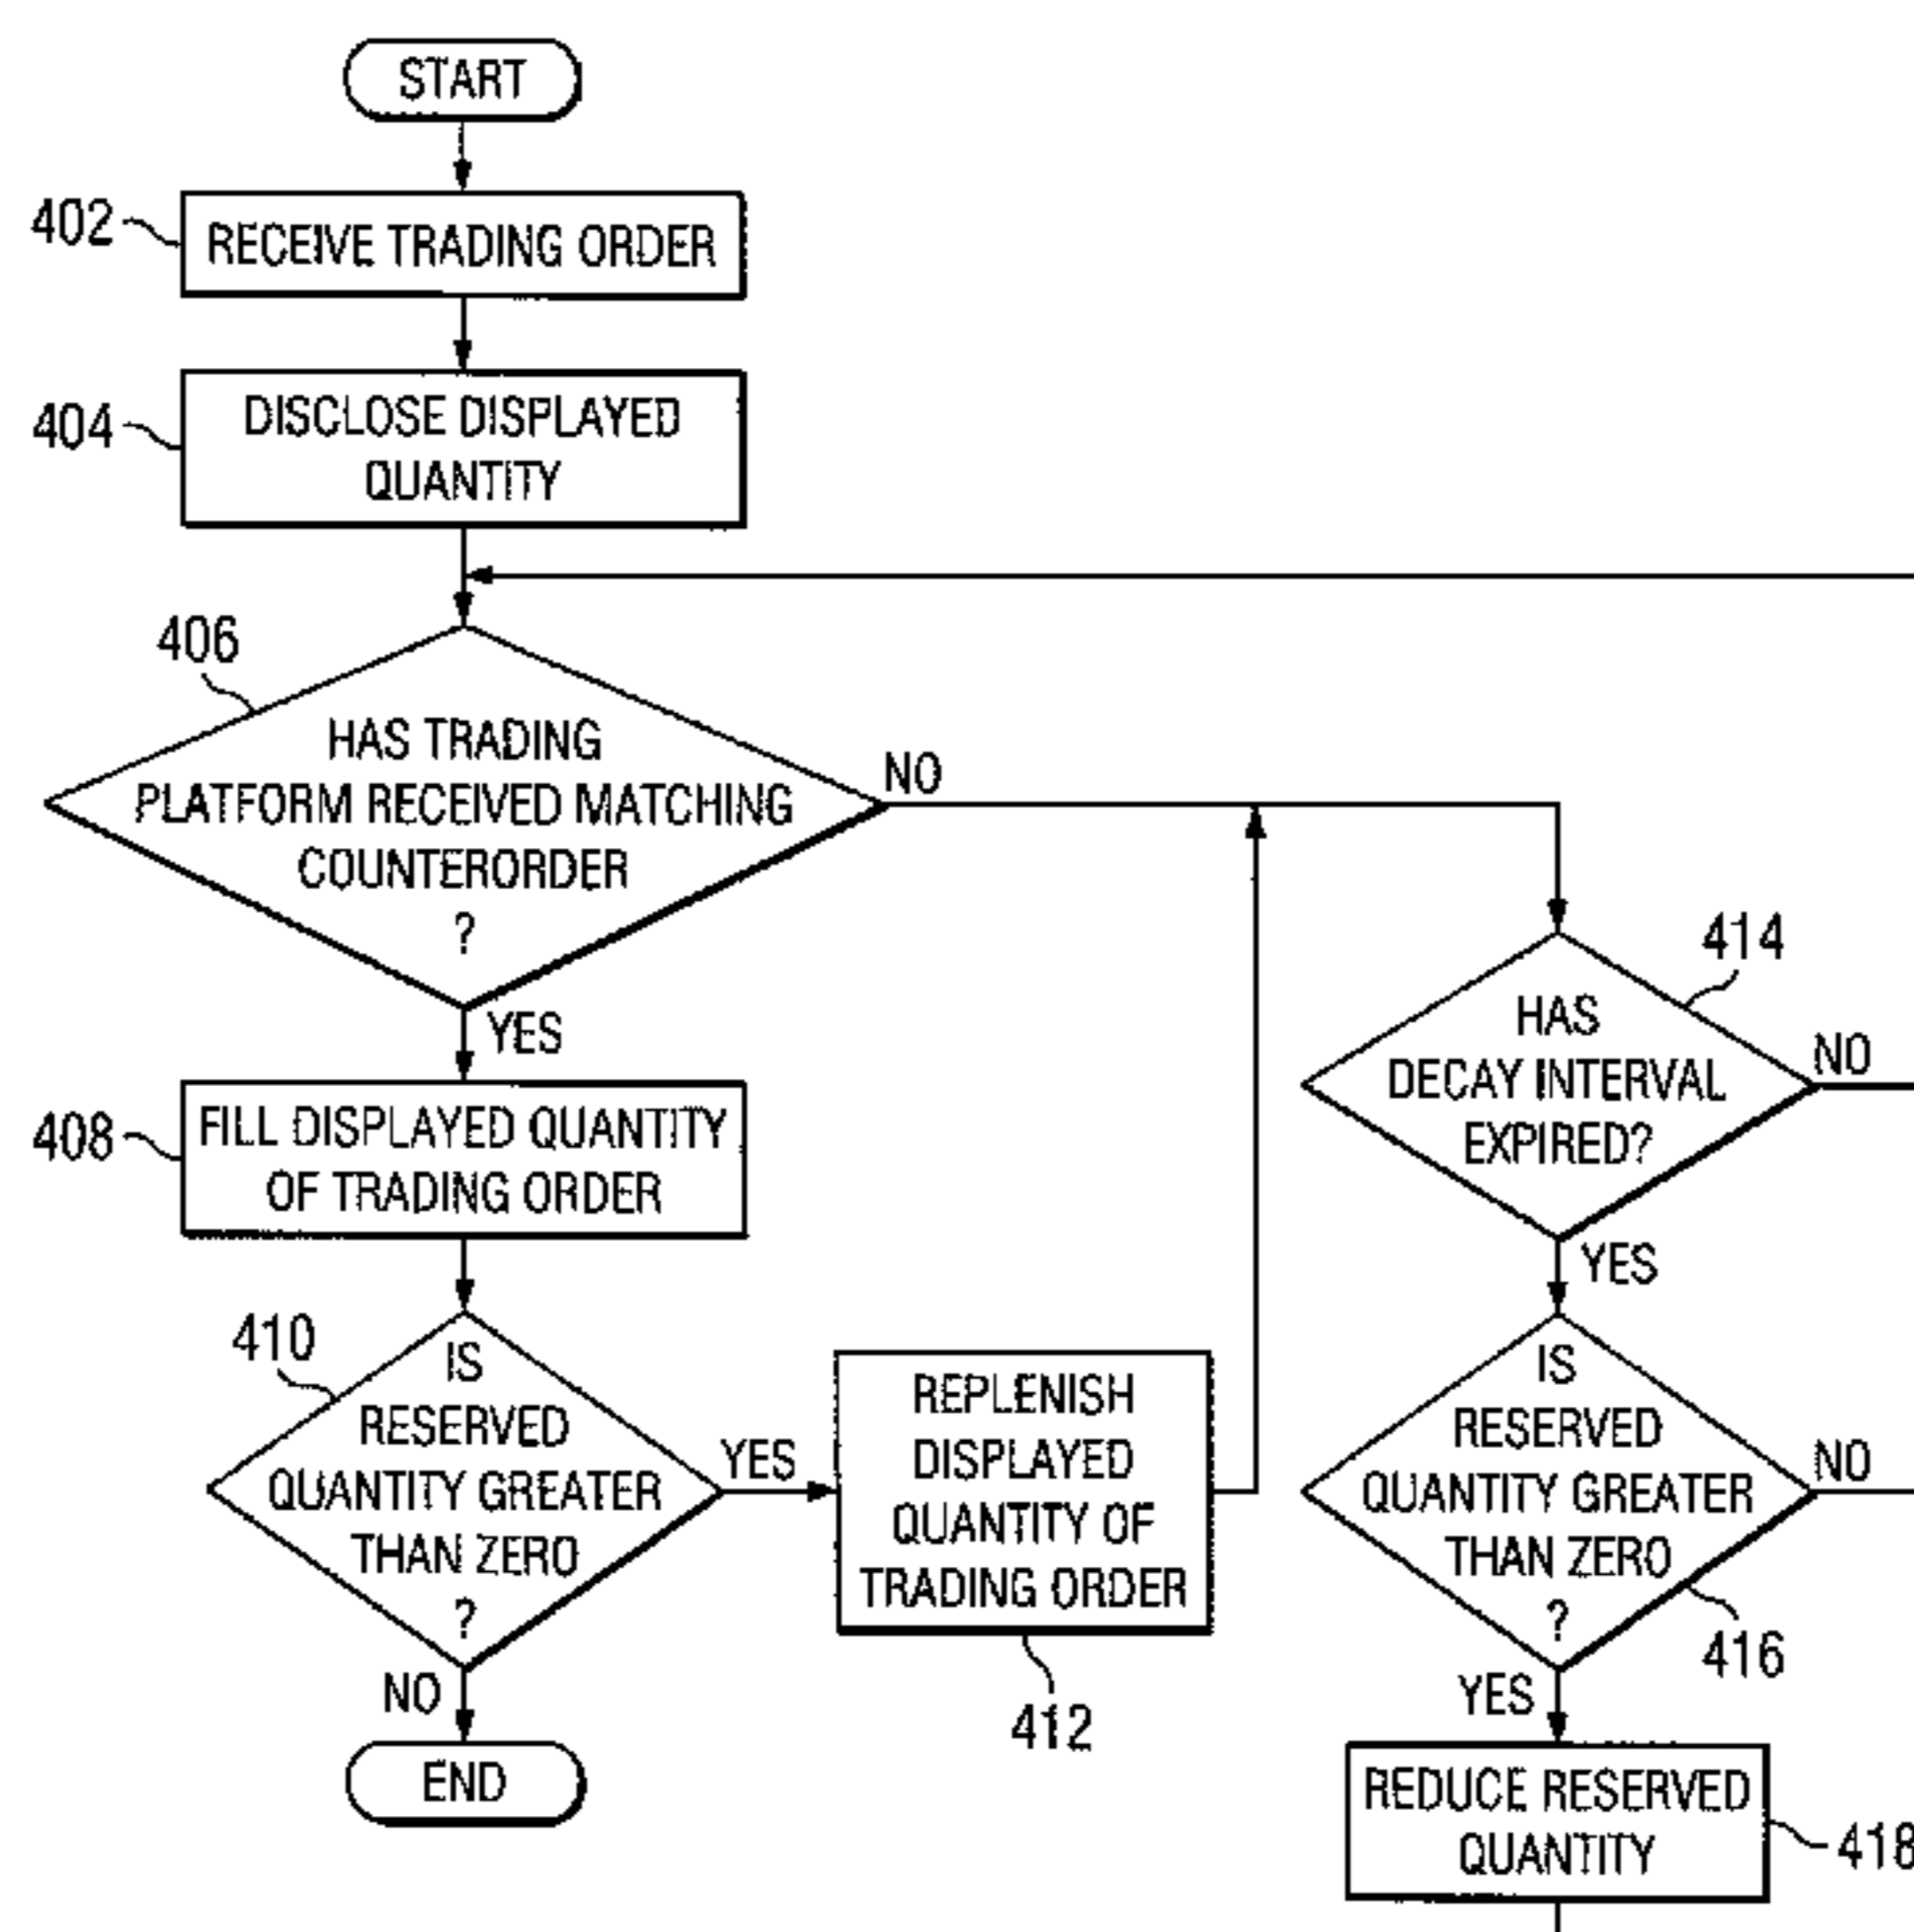 START
402
RECEIVE TRADING ORDER
404
DISCLOSE DISPLAYED
QUANTITY
406
HAS TRADING
PLATFORM RECEIVED MATCHING
COUNTERORDER
?
NO
YES
408
FILL DISPLAYED QUANTITY
OF TRADING ORDER
410
IS
RESERVED
QUANTITY GREATER
THAN ZERO
?
YES
NO
END
REPLENISH
DISPLAYED
QUANTITY OF
TRADING ORDER
412
414
HAS
DECAY INTERVAL
EXPIRED?
NO
YES
IS
RESERVED
QUANTITY GREATER
THAN ZERO
?
NO
416
YES
REDUCE RESERVED
QUANTITY
418